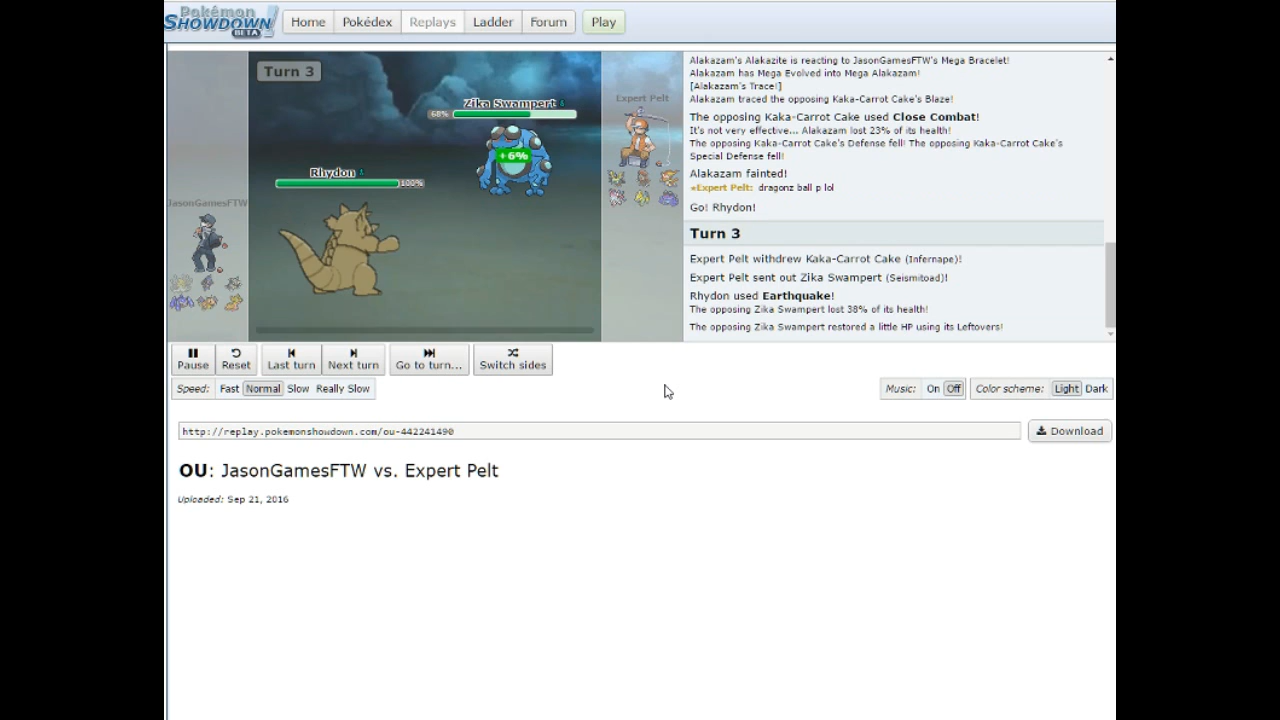 Pokémon
SHOWDOWN!
BETA
Home Pokédex Replays Ladder Forum Play
Turn 3
Zika Swampert
68%
+6%
Rhydon
100%
JasonGamesFTW
Expert Pelt
Alakazam's Alakazite is reacting to JasonGamesFTW's Mega Bracelet!
Alakazam has Mega Evolved into Mega Alakazam!
[Alakazam's Trace!]
Alakazam traced the opposing Kaka-Carrot Cake's Blaze!
The opposing Kaka-Carrot Cake used Close Combat!
It's not very effective... Alakazam lost 23% of its health!
The opposing Kaka-Carrot Cake's Defense fell! The opposing Kaka-Carrot Cake's
Special Defense fell!
Alakazam fainted!
★Expert Pelt: dragonz ball p lol
Go! Rhydon!
Turn 3
Expert Pelt withdrew Kaka-Carrot Cake (Infernape)!
Expert Pelt sent out Zika Swampert (Seismitoad)!
Rhydon used Earthquake!
The opposing Zika Swampert lost 38% of its health!
The opposing Zika Swampert restored a little HP using its Leftovers!
Pause Reset Last turn Next turn Go to turn... Switch sides
Speed: Fast Normal Slow Really Slow
Music: On Off Color scheme: Light Dark
http://replay.pokemonshowdown.com/ou-442241490
Download
OU: JasonGamesFTW vs. Expert Pelt
Uploaded: Sep 21, 2016